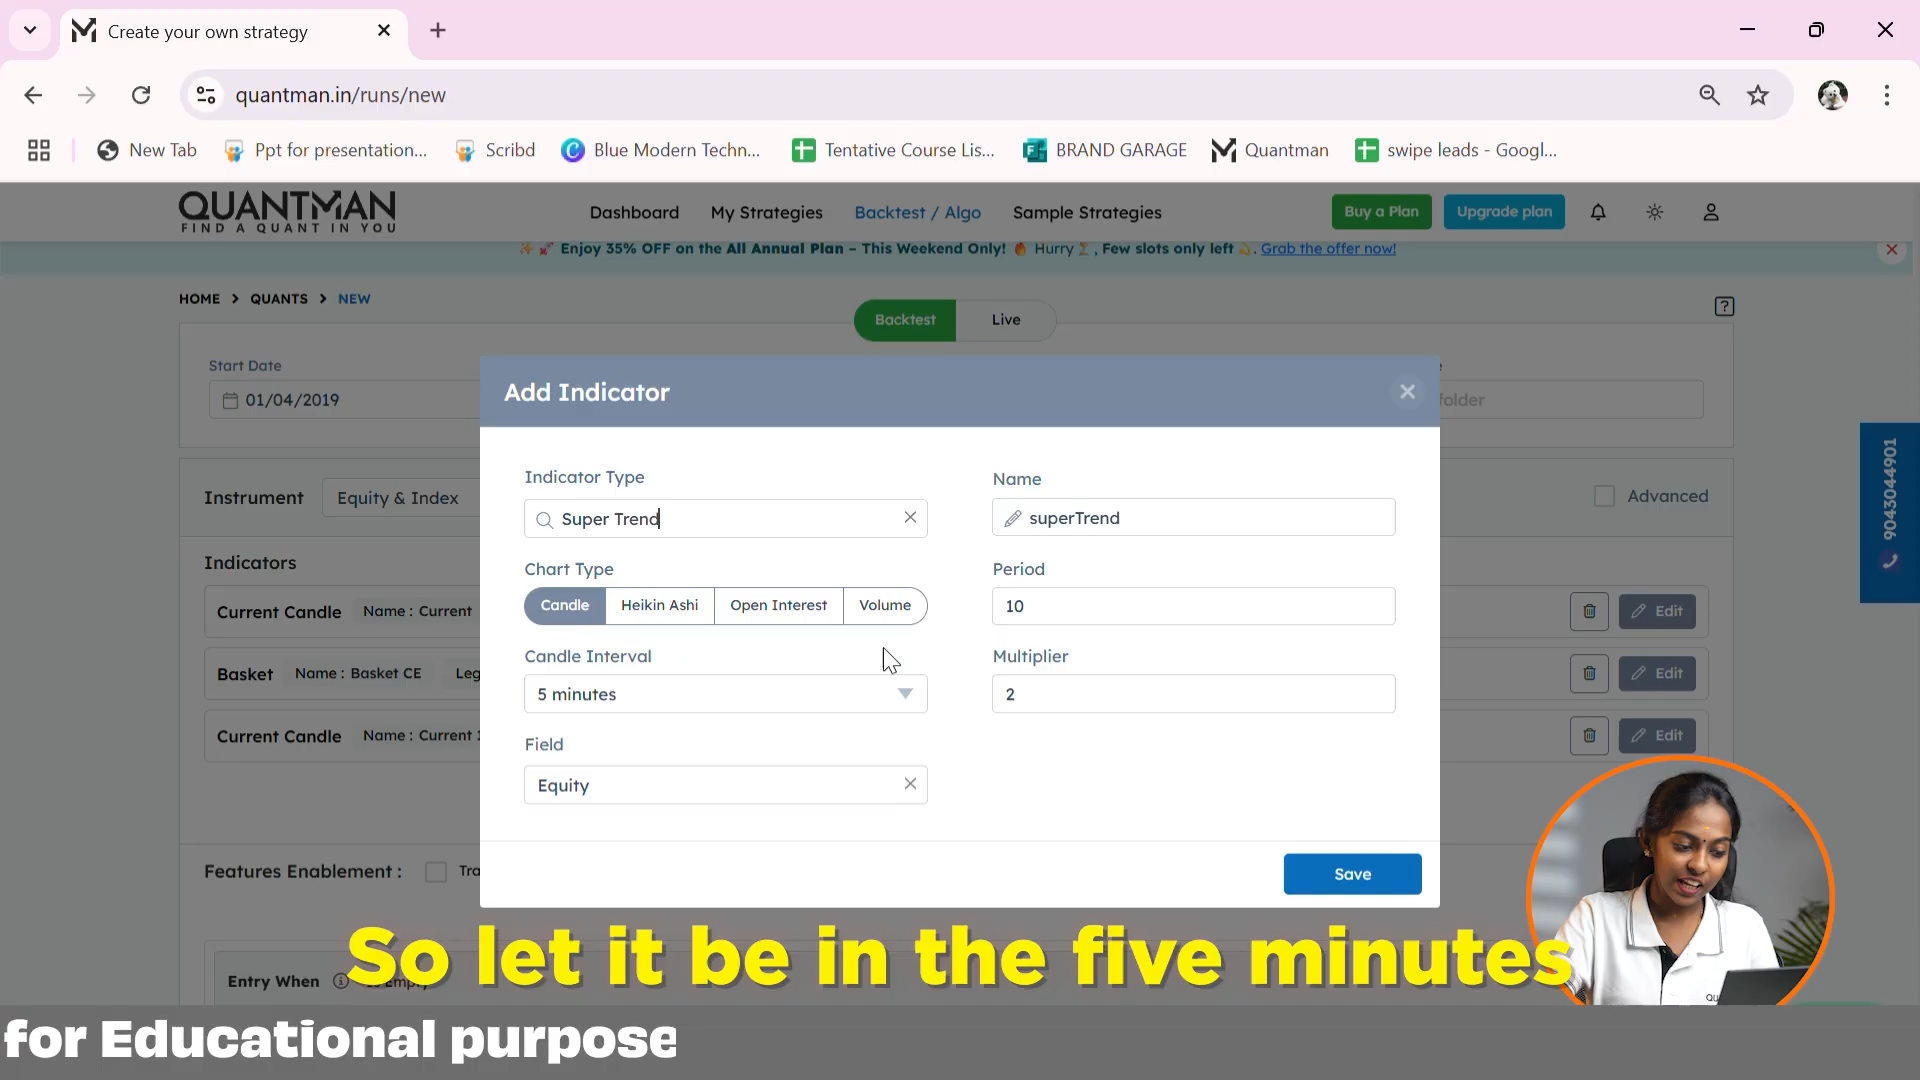 Create your own strategy
quantman.in/runs/new
New Tab
Ppt for presentation...
Scribd
Blue Modern Techn...
Tentative Course Lis...
BRAND GARAGE
Quantman
swipe leads - Googl...
QUANTMAN
FIND A QUANT IN YOU
Dashboard
My Strategies
Backtest / Algo
Sample Strategies
Buy a Plan
Upgrade plan
Enjoy 35% OFF on the All Annual Plan – This Weekend Only! Hurry , Few slots only left . Grab the offer now!
HOME > QUANTS > NEW
Backtest
Live
Start Date
01/04/2019
folder
Add Indicator
Instrument
Equity & Index
Advanced
9043044901
Indicator Type
Super Trend
Name
superTrend
Chart Type
Candle
Heikin Ashi
Open Interest
Volume
Period
10
Candle Interval
5 minutes
Multiplier
2
Field
Equity
Save
Indicators
Current Candle
Name : Current
Edit
Basket
Name : Basket CE
Leg
Edit
Current Candle
Name : Current
Edit
Features Enablement :
Tra
Entry When
is Empty
So let it be in the five minutes
for Educational purpose